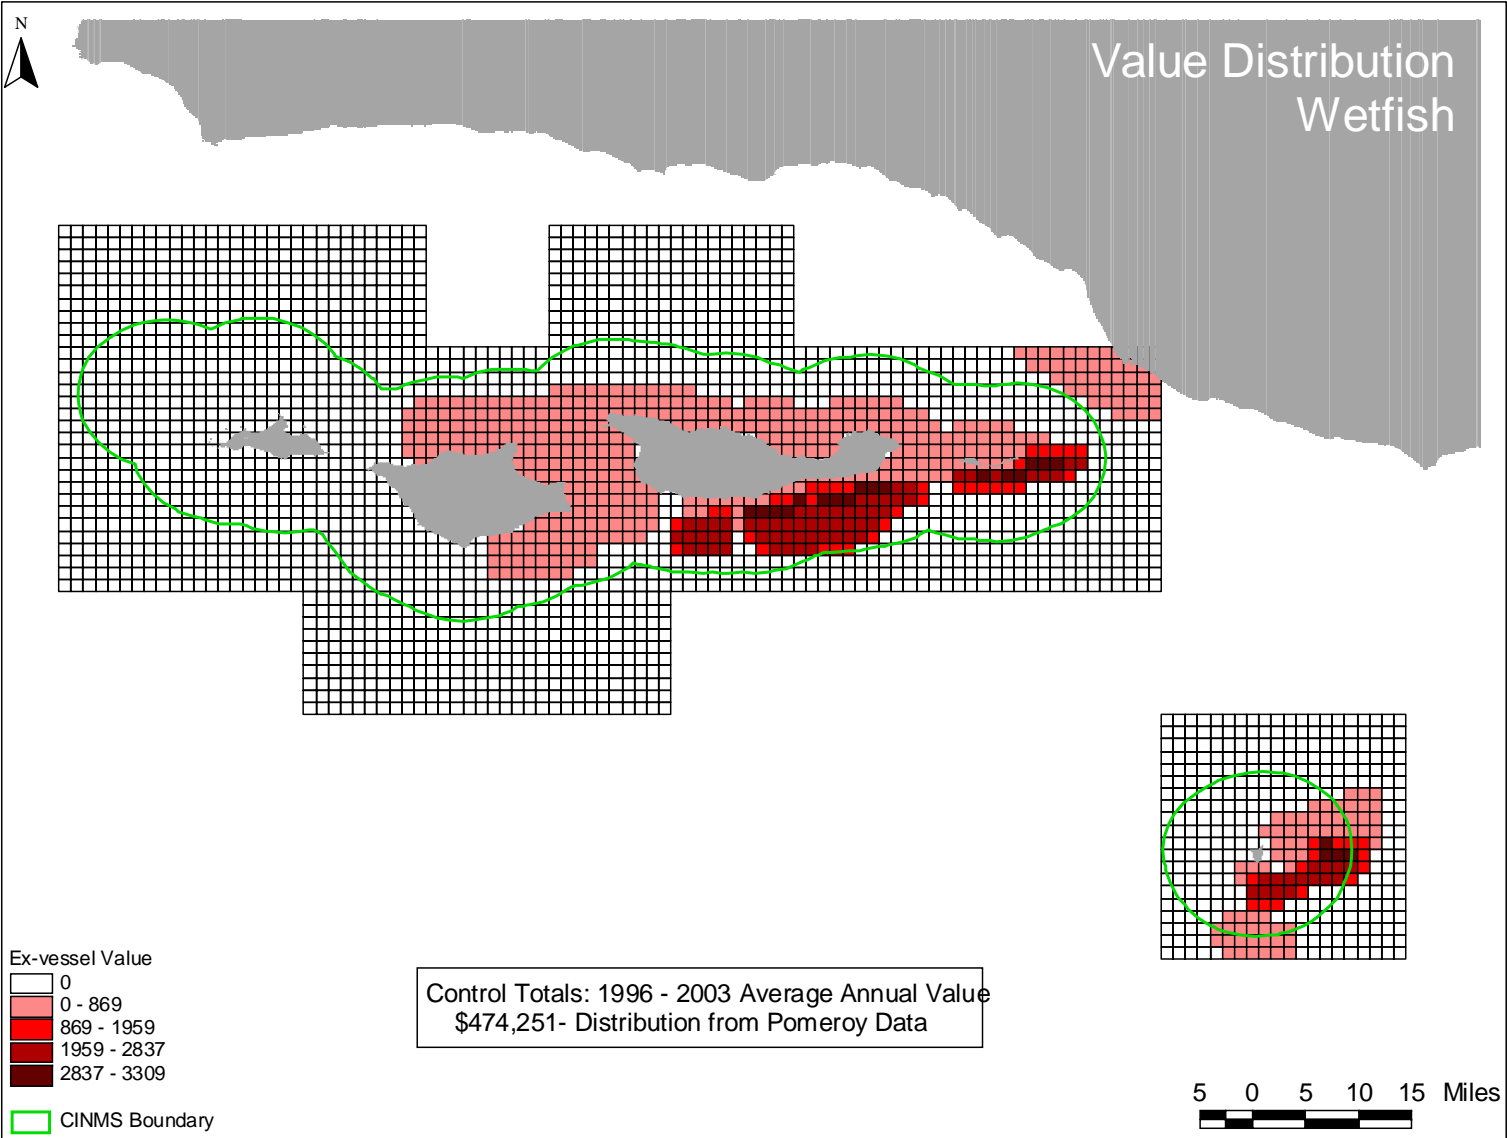 N
Value Distribution
Wetfish
Ex-vessel Value
0
0 - 869
869 - 1959
1959 - 2837
2837 - 3309
CINMS Boundary
Control Totals: 1996 - 2003 Average Annual Value
$474,251- Distribution from Pomeroy Data
5 0 5 10 15 Miles